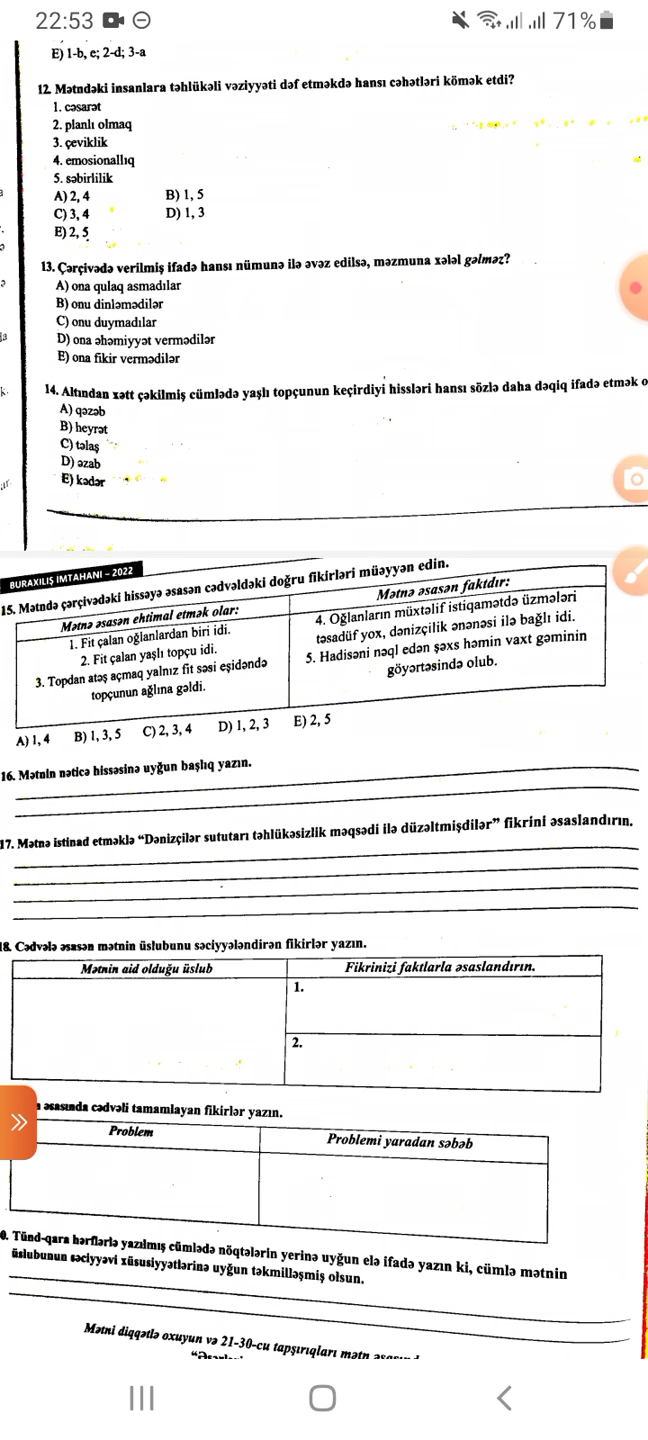 22:53
71%
E) 1-b, e; 2-d; 3-a
12. Mətndəki insanlara təhlükəli vəziyyəti dəf etməkdə hansı cəhətləri kömək etdi?
1. cəsarət
2. planlı olmaq
3. çeviklik
4. emosionallıq
5. səbirlilik
A) 2, 4 B) 1, 5
C) 3, 4 D) 1, 3
E) 2, 5
13. Çərçivədə verilmiş ifadə hansı nümunə ilə əvəz edilsə, məzmuna xələl gəlməz?
A) ona qulaq asmadılar
B) onu dinləmədilər
C) onu duymadılar
D) ona əhəmiyyət vermədilər
E) ona fikir vermədilər
14. Altından xətt çəkilmiş cümlədə yaşlı topçunun keçirdiyi hissləri hansı sözlə daha dəqiq ifadə etmək o
A) qəzəb
B) heyrət
C) təlaş
D) əzab
E) kədər
BURAXILIŞ IMTAHANI – 2022
15. Mətndə çərçivədəki hissəyə əsasən cədvəldəki doğru fikirləri müəyyən edin.
Mətnə əsasən ehtimal etmək olar:
1. Fit çalan oğlanlardan biri idi.
2. Fit çalan yaşlı topçu idi.
3. Topdan atəş açmaq yalnız fit səsi eşidəndə
topçunun ağlına gəldi.
Mətnə əsasən faktdır:
4. Oğlanların müxtəlif istiqamətdə üzmələri
təsadüf yox, dənizçilik ənənəsi ilə bağlı idi.
5. Hadisəni nəql edən şəxs həmin vaxt gəminin
göyərtəsində olub.
A) 1, 4 B) 1, 3, 5 C) 2, 3, 4 D) 1, 2, 3 E) 2, 5
16. Mətnin nəticə hissəsinə uyğun başlıq yazın.
17. Mətnə istinad etməklə “Dənizçilər sututarı təhlükəsizlik məqsədi ilə düzəltmişdilər” fikrini əsaslandırın.
18. Cədvələ əsasən mətnin üslubunu səciyyələndirən fikirlər yazın.
Mətnin aid olduğu üslub
Fikrinizi faktlarla əsaslandırın.
1.
2.
əsasında cədvəli tamamlayan fikirlər yazın.
Problem
Problemi yaradan səbəb
0. Tünd-qara hərflərlə yazılmış cümlədə nöqtələrin yerinə uyğun elə ifadə yazın ki, cümlə mətnin
üslubunun səciyyəvi xüsusiyyətlərinə uyğun təkmilləşmiş olsun.
Mətni diqqətlə oxuyun və 21-30-cu tapşırıqları mətn